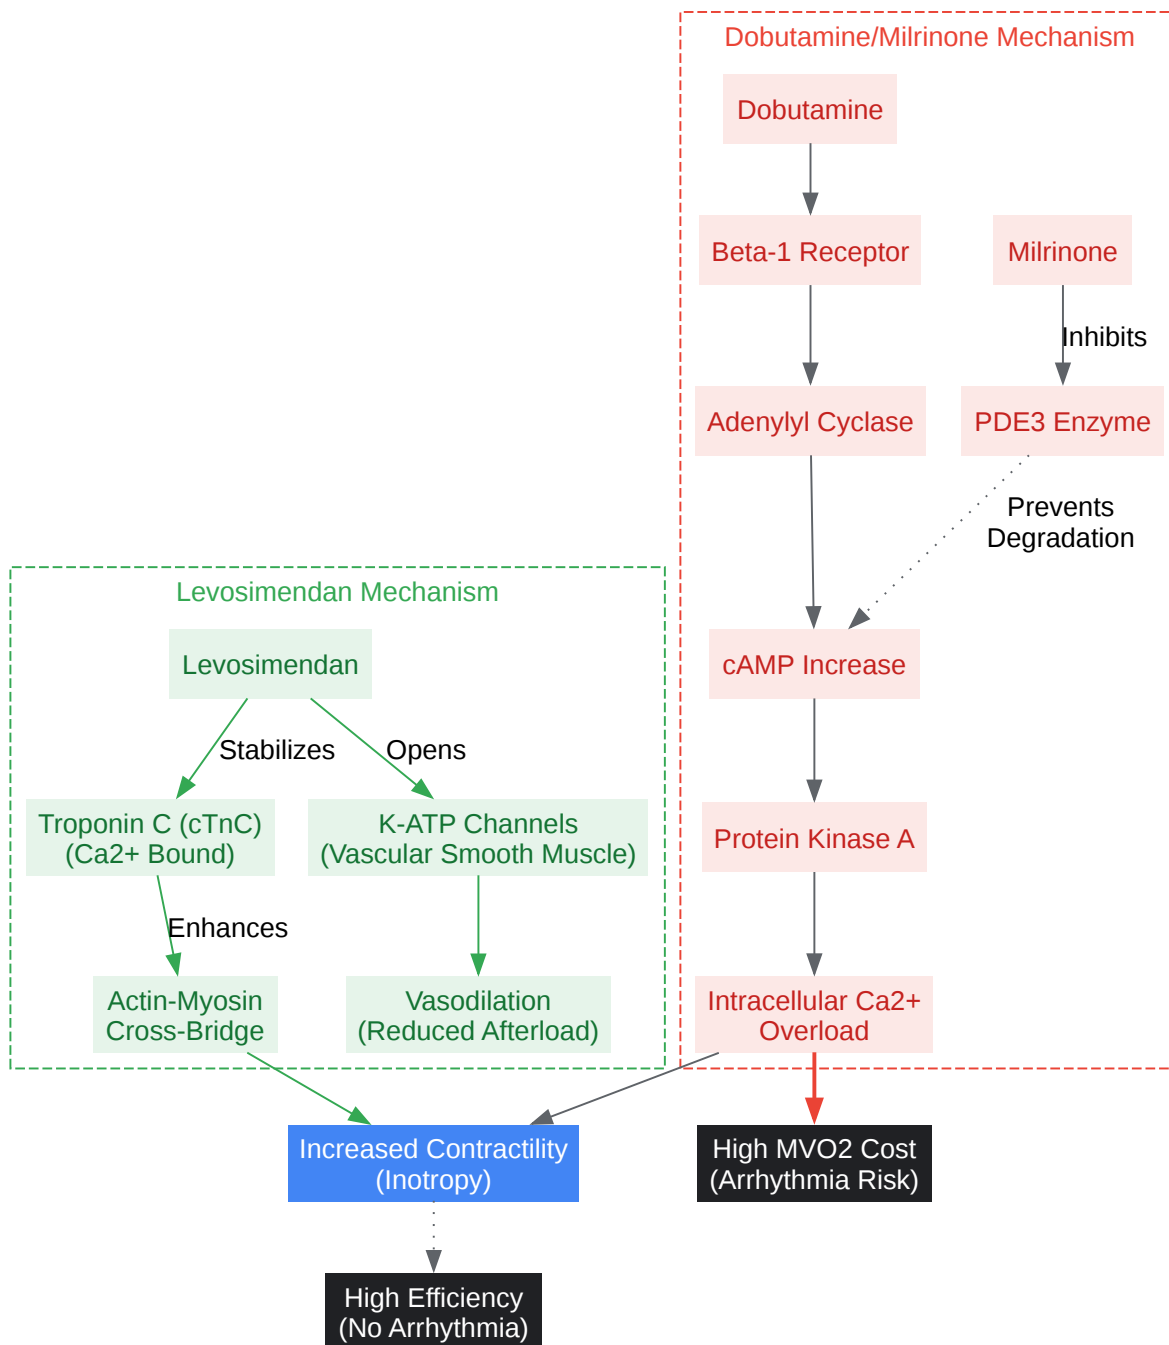 Dobutamine/Milrinone Mechanism
Dobutamine
Beta-1 Receptor
Milrinone
Inhibits
Adenylyl Cyclase
PDE3 Enzyme
Prevents
Degradation
Levosimendan Mechanism
Levosimendan
cAMP Increase
Stabilizes
Opens
Troponin C (cTnC)
(Ca2+ Bound)
K-ATP Channels
(Vascular Smooth Muscle)
Protein Kinase A
Enhances
Actin-Myosin
Cross-Bridge
Vasodilation
(Reduced Afterload)
Intracellular Ca2+
Overload
Increased Contractility
(Inotropy)
High MVO2 Cost
(Arrhythmia Risk)
High Efficiency
(No Arrhythmia)